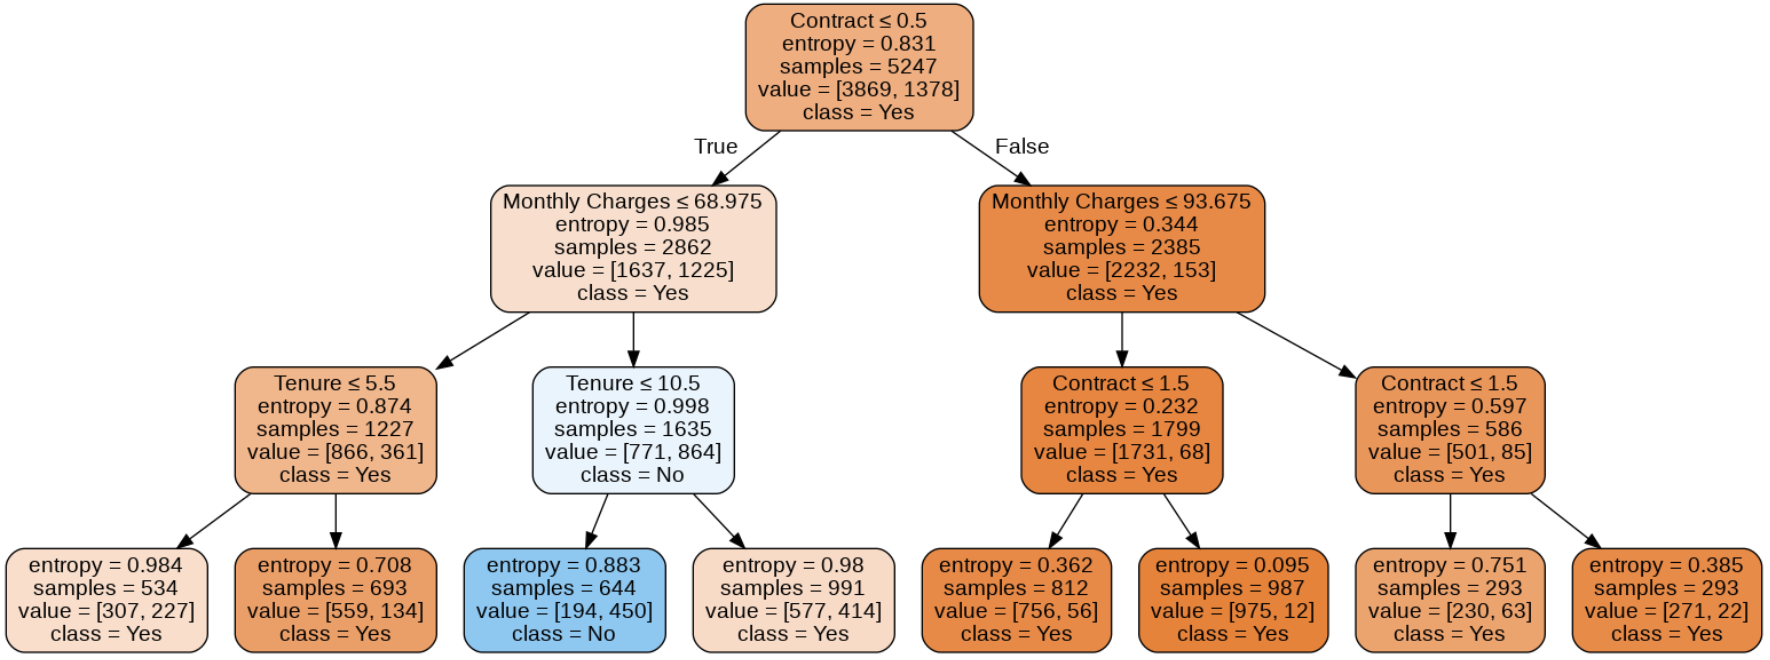 Contract ≤ 0.5
entropy = 0.831
samples = 5247
value = [3869, 1378]
class = Yes
True
False
Monthly Charges ≤ 68.975
entropy = 0.985
samples = 2862
value = [1637, 1225]
class = Yes
Monthly Charges ≤ 93.675
entropy = 0.344
samples = 2385
value = [2232, 153]
class = Yes
Tenure ≤ 5.5
entropy = 0.874
samples = 1227
value = [866, 361]
class = Yes
Tenure ≤ 10.5
entropy = 0.998
samples = 1635
value = [771, 864]
class = No
Contract ≤ 1.5
entropy = 0.232
samples = 1799
value = [1731, 68]
class = Yes
Contract ≤ 1.5
entropy = 0.597
samples = 586
value = [501, 85]
class = Yes
entropy = 0.984
samples = 534
value = [307, 227]
class = Yes
entropy = 0.708
samples = 693
value = [559, 134]
class = Yes
entropy = 0.883
samples = 644
value = [194, 450]
class = No
entropy = 0.98
samples = 991
value = [577, 414]
class = Yes
entropy = 0.362
samples = 812
value = [756, 56]
class = Yes
entropy = 0.095
samples = 987
value = [975, 12]
class = Yes
entropy = 0.751
samples = 293
value = [230, 63]
class = Yes
entropy = 0.385
samples = 293
value = [271, 22]
class = Yes